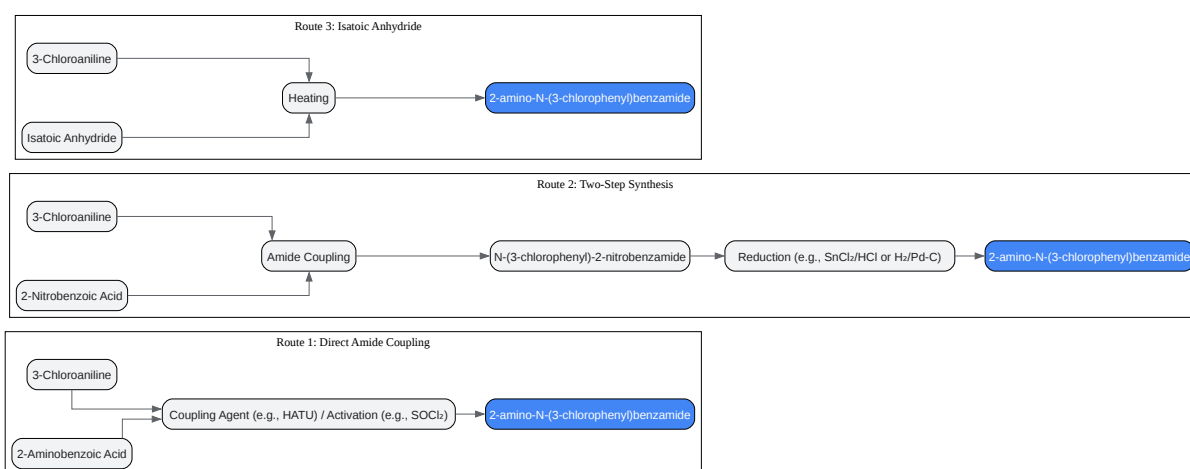 Route 3: Isatoic Anhydride
3-Chloroaniline
Heating
2-amino-N-(3-chlorophenyl)benzamide
Isatoic Anhydride
Route 2: Two-Step Synthesis
3-Chloroaniline
Amide Coupling
N-(3-chlorophenyl)-2-nitrobenzamide
Reduction (e.g., SnCl₂/HCl or H₂/Pd-C)
2-amino-N-(3-chlorophenyl)benzamide
2-Nitrobenzoic Acid
Route 1: Direct Amide Coupling
3-Chloroaniline
Coupling Agent (e.g., HATU) / Activation (e.g., SOCl₂)
2-amino-N-(3-chlorophenyl)benzamide
2-Aminobenzoic Acid